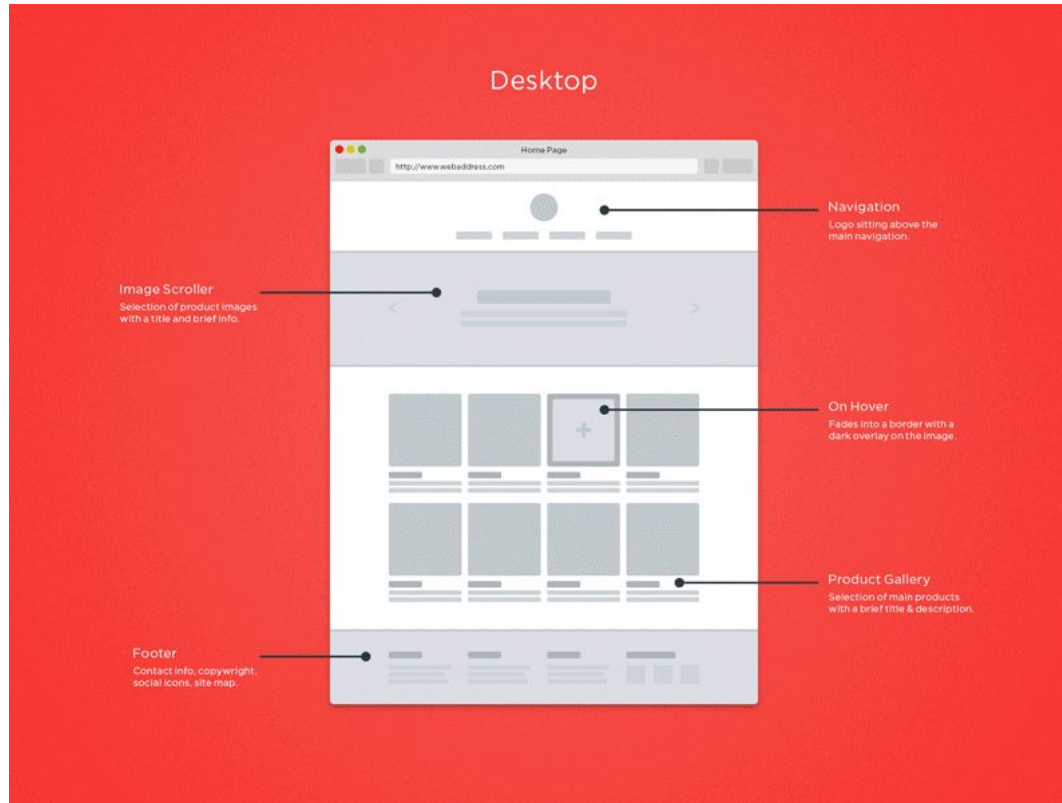 Desktop
Home Page
http://www.webaddress.com
Navigation
Logo sitting above the
main navigation.
Image Scroller
Selection of product images
with a title and brief info.
<
>
On Hover
Fades into a border with a
dark overlay on the image.
+
Product Gallery
Selection of main products
with a brief title & description.
Footer
Contact info, copywright,
social icons, site map.